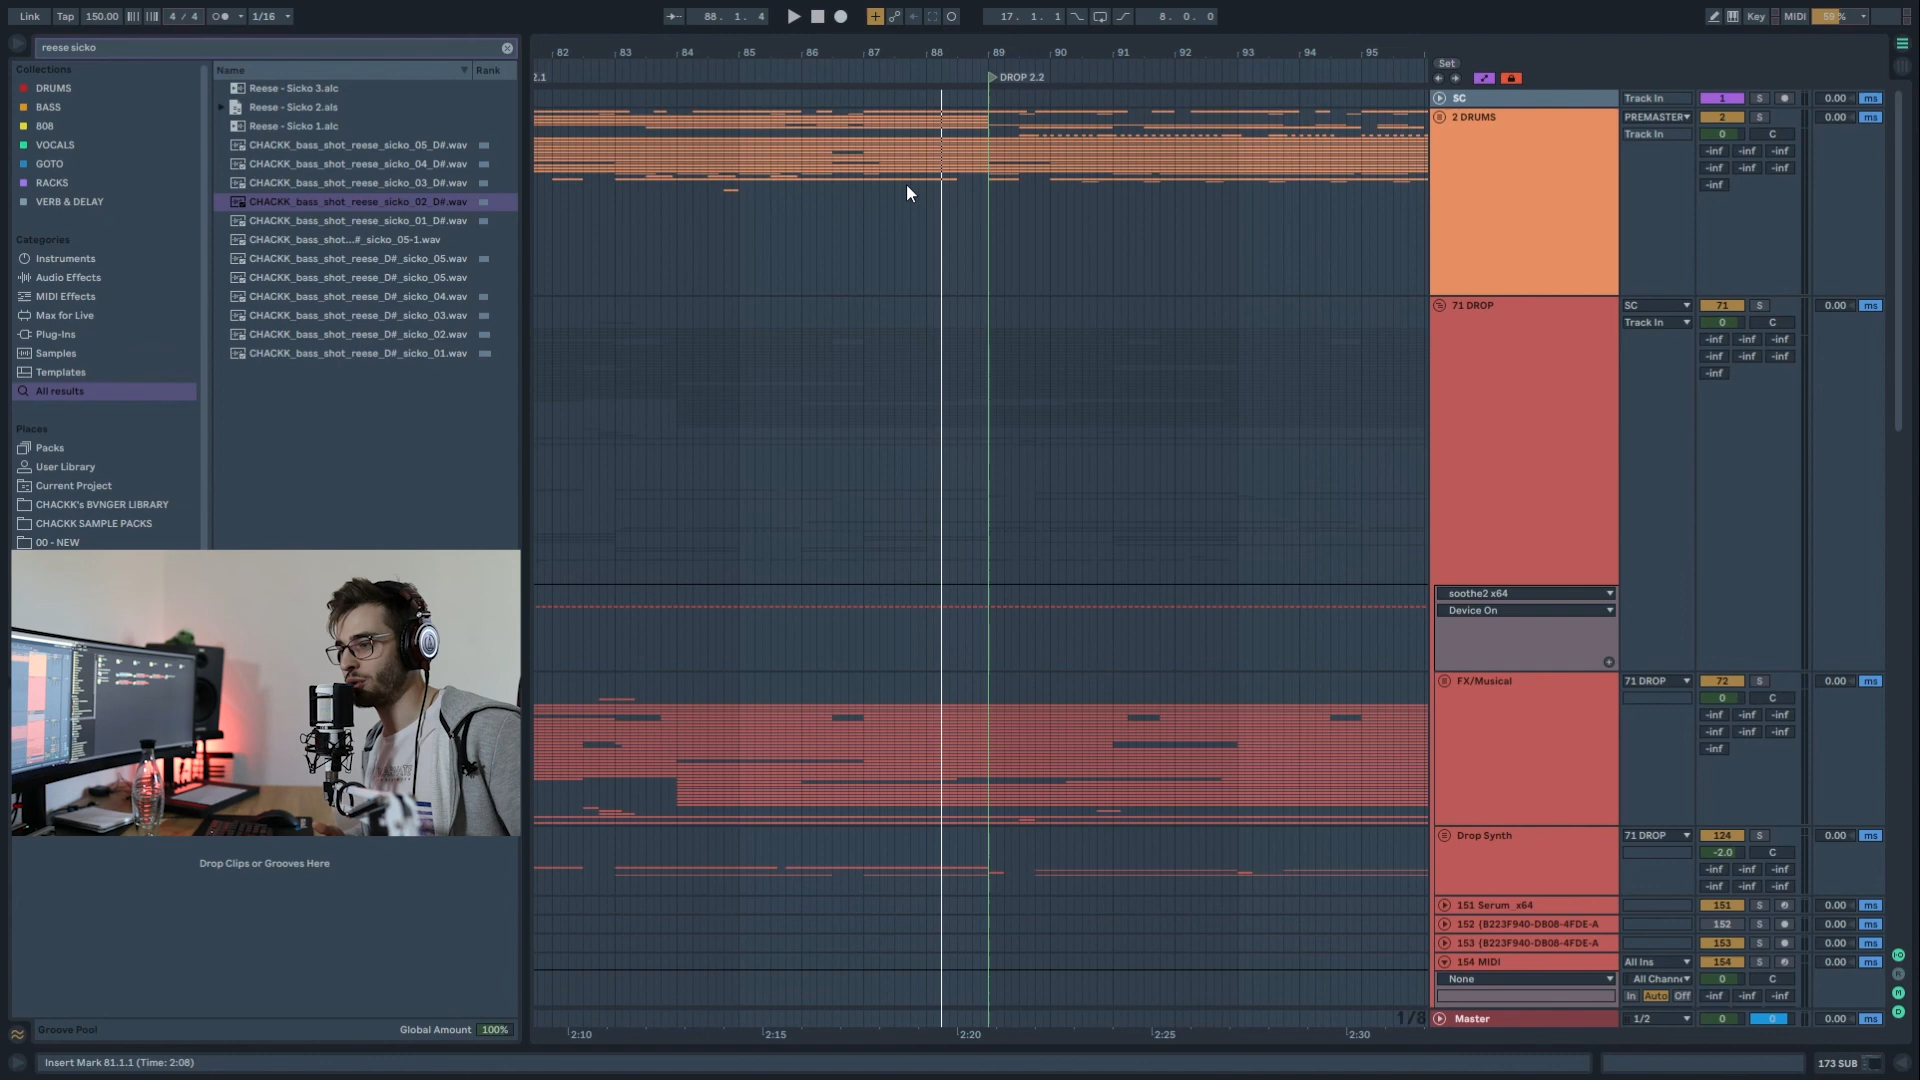 Link Tap 150.00 4 / 4 1/16 88. 1. 4 17. 1. 1 8. 0. 0 Key MIDI 59 %
reese sicko
82 83 84 85 86 87 88 89 90 91 92 93 94 95
2.1 DROP 2.2
Set
Collections
DRUMS
BASS
808
VOCALS
GOTO
RACKS
VERB & DELAY
Categories
Instruments
Audio Effects
MIDI Effects
Max for Live
Plug-Ins
Samples
Templates
All results
Places
Packs
User Library
Current Project
CHACKK's BVNGER LIBRARY
CHACKK SAMPLE PACKS
00 - NEW
Name Rank
Reese - Sicko 3.alc
Reese - Sicko 2.als
Reese - Sicko 1.alc
CHACKK_bass_shot_reese_sicko_05_D#.wav
CHACKK_bass_shot_reese_sicko_04_D#.wav
CHACKK_bass_shot_reese_sicko_03_D#.wav
CHACKK_bass_shot_reese_sicko_02_D#.wav
CHACKK_bass_shot_reese_sicko_01_D#.wav
CHACKK_bass_shot...#_sicko_05-1.wav
CHACKK_bass_shot_reese_D#_sicko_05.wav
CHACKK_bass_shot_reese_D#_sicko_05.wav
CHACKK_bass_shot_reese_D#_sicko_04.wav
CHACKK_bass_shot_reese_D#_sicko_03.wav
CHACKK_bass_shot_reese_D#_sicko_02.wav
CHACKK_bass_shot_reese_D#_sicko_01.wav
SC Track In 1 S 0.00 ms
2 DRUMS PREMASTER 2 S 0.00 ms
Track In 0 C
-inf -inf -inf
-inf -inf -inf
-inf
71 DROP SC 71 S 0.00 ms
Track In 0 C
-inf -inf -inf
-inf -inf -inf
-inf
soothe2 x64
Device On
FX/Musical 71 DROP 72 S 0.00 ms
0 C
-inf -inf -inf
-inf -inf -inf
-inf
Drop Synth 71 DROP 124 S 0.00 ms
-2.0 C
-inf -inf -inf
-inf -inf -inf
151 Serum_x64 151 S 0.00 ms
152 {B223F940-DB08-4FDE-A 152 S 0.00 ms
153 {B223F940-DB08-4FDE-A 153 S 0.00 ms
154 MIDI All Ins 154 S 0.00 ms
None All Channe 0 C
In Auto Off -inf -inf -inf
1/8 Master 1/2 0 0 0.00 ms
Drop Clips or Grooves Here
Groove Pool Global Amount 100%
2:10 2:15 2:20 2:25 2:30
Insert Mark 81.1.1 (Time: 2:08) 173 SUB